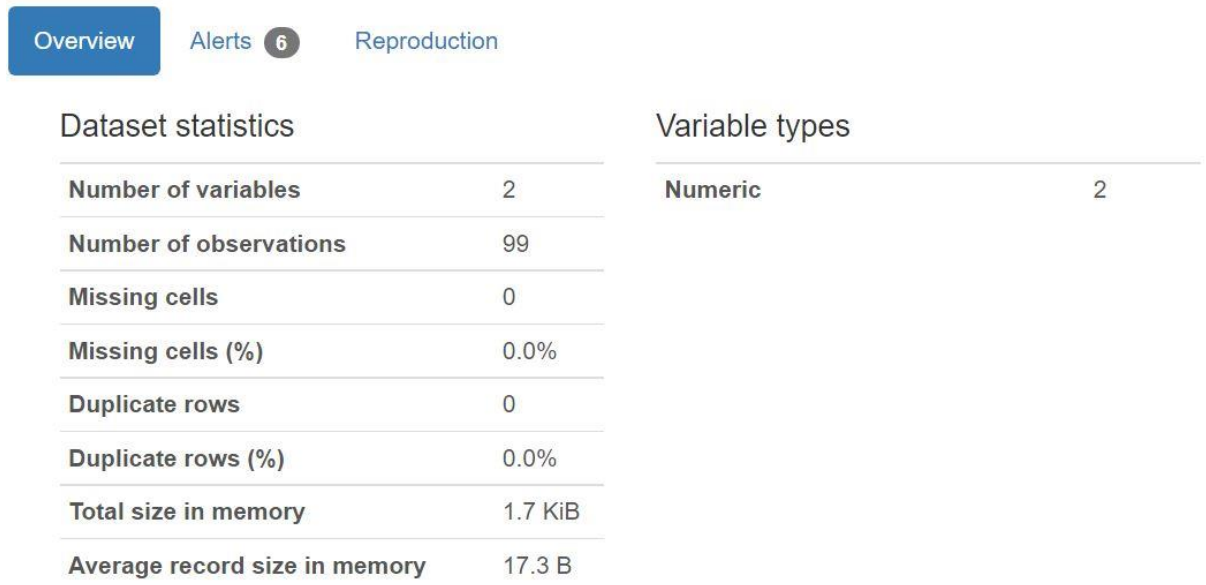 Overview Alerts 6 Reproduction
Dataset statistics
Number of variables 2
Number of observations 99
Missing cells 0
Missing cells (%) 0.0%
Duplicate rows 0
Duplicate rows (%) 0.0%
Total size in memory 1.7 KiB
Average record size in memory 17.3 B
Variable types
Numeric 2